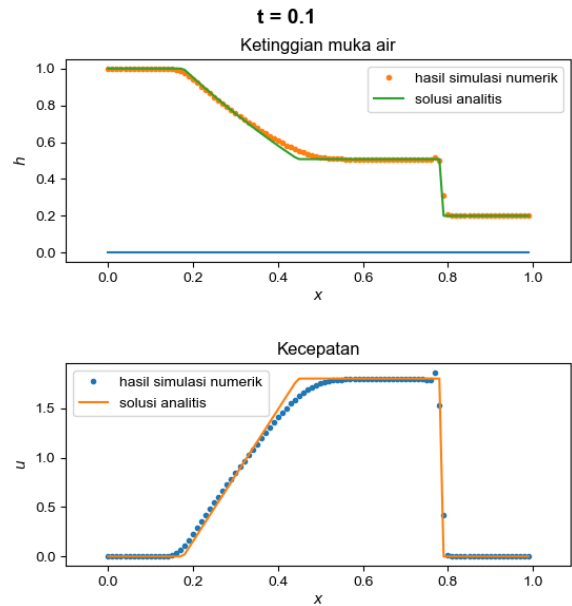 t = 0.1
Ketinggian muka air
hasil simulasi numerik
solusi analitis
1.0
0.8
0.6
0.4
0.2
0.0
h
0.0 0.2 0.4 0.6 0.8 1.0
x
Kecepatan
hasil simulasi numerik
solusi analitis
1.5
1.0
0.5
0.0
u
0.0 0.2 0.4 0.6 0.8 1.0
x